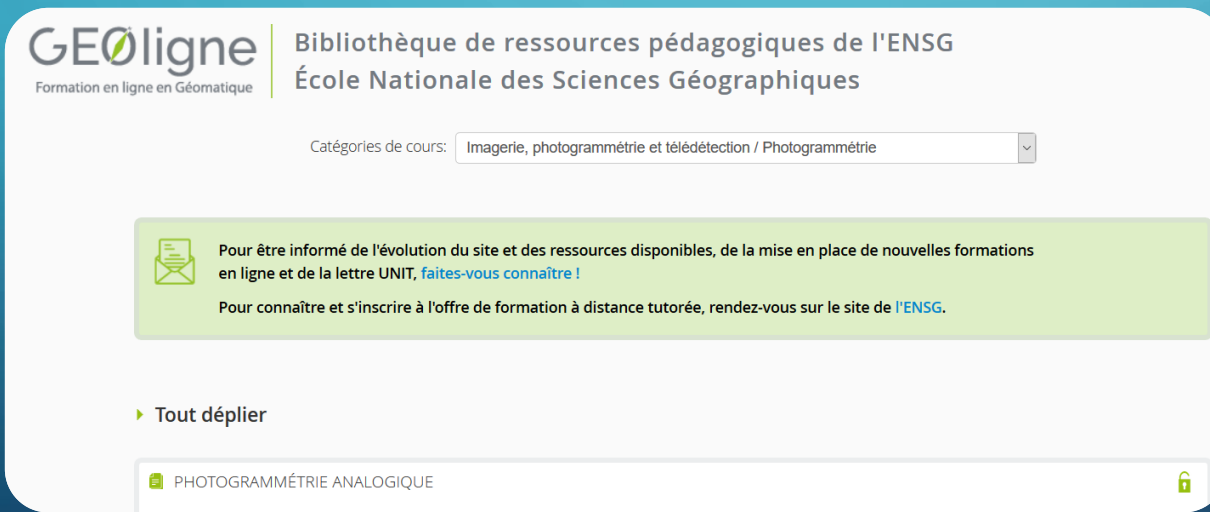 GEOligne
Formation en ligne en Géomatique
Bibliothèque de ressources pédagogiques de l'ENSG
École Nationale des Sciences Géographiques
Catégories de cours: Imagerie, photogrammétrie et télédétection / Photogrammétrie
Pour être informé de l'évolution du site et des ressources disponibles, de la mise en place de nouvelles formations
en ligne et de la lettre UNIT, faites-vous connaître !
Pour connaître et s'inscrire à l'offre de formation à distance tutorée, rendez-vous sur le site de l'ENSG.
Tout déplier
PHOTOGRAMMÉTRIE ANALOGIQUE